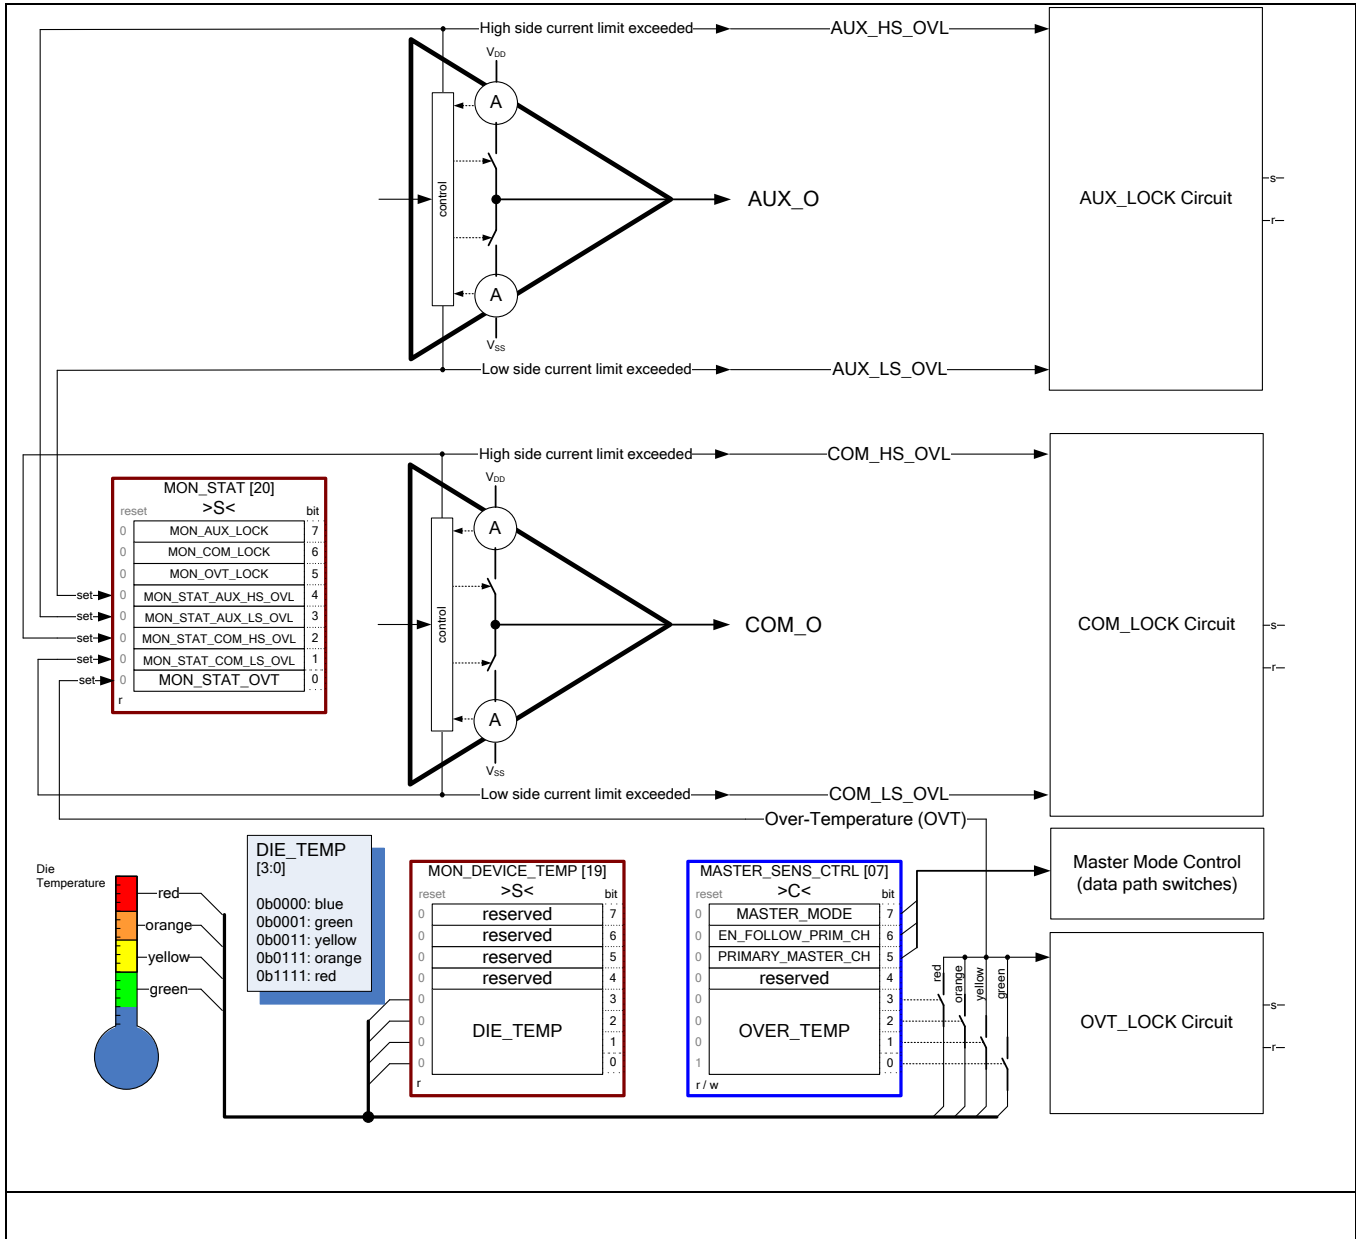 High side current limit exceeded
AUX_HS_OVL
VDD
A
control
AUX_O
AUX_LOCK Circuit
s
r
A
VSS
Low side current limit exceeded
AUX_LS_OVL
High side current limit exceeded
COM_HS_OVL
VDD
A
control
COM_O
COM_LOCK Circuit
s
r
A
VSS
Low side current limit exceeded
COM_LS_OVL
MON_STAT [20]
reset >S< bit
0 MON_AUX_LOCK 7
0 MON_COM_LOCK 6
0 MON_OVT_LOCK 5
set 0 MON_STAT_AUX_HS_OVL 4
set 0 MON_STAT_AUX_LS_OVL 3
set 0 MON_STAT_COM_HS_OVL 2
set 0 MON_STAT_COM_LS_OVL 1
set 0 MON_STAT_OVT 0
r
Over-Temperature (OVT)
Die
Temperature
red
orange
yellow
green
DIE_TEMP
[3:0]
0b0000: blue
0b0001: green
0b0011: yellow
0b0111: orange
0b1111: red
MON_DEVICE_TEMP [19]
reset >S< bit
0 reserved 7
0 reserved 6
0 reserved 5
0 reserved 4
0 3
0 DIE_TEMP 2
0 1
0 0
r
MASTER_SENS_CTRL [07]
reset >C< bit
0 MASTER_MODE 7
0 EN_FOLLOW_PRIM_CH 6
0 PRIMARY_MASTER_CH 5
0 reserved 4
0 3
0 OVER_TEMP 2
0 1
1 0
r / w
red
orange
yellow
green
Master Mode Control
(data path switches)
OVT_LOCK Circuit
s
r